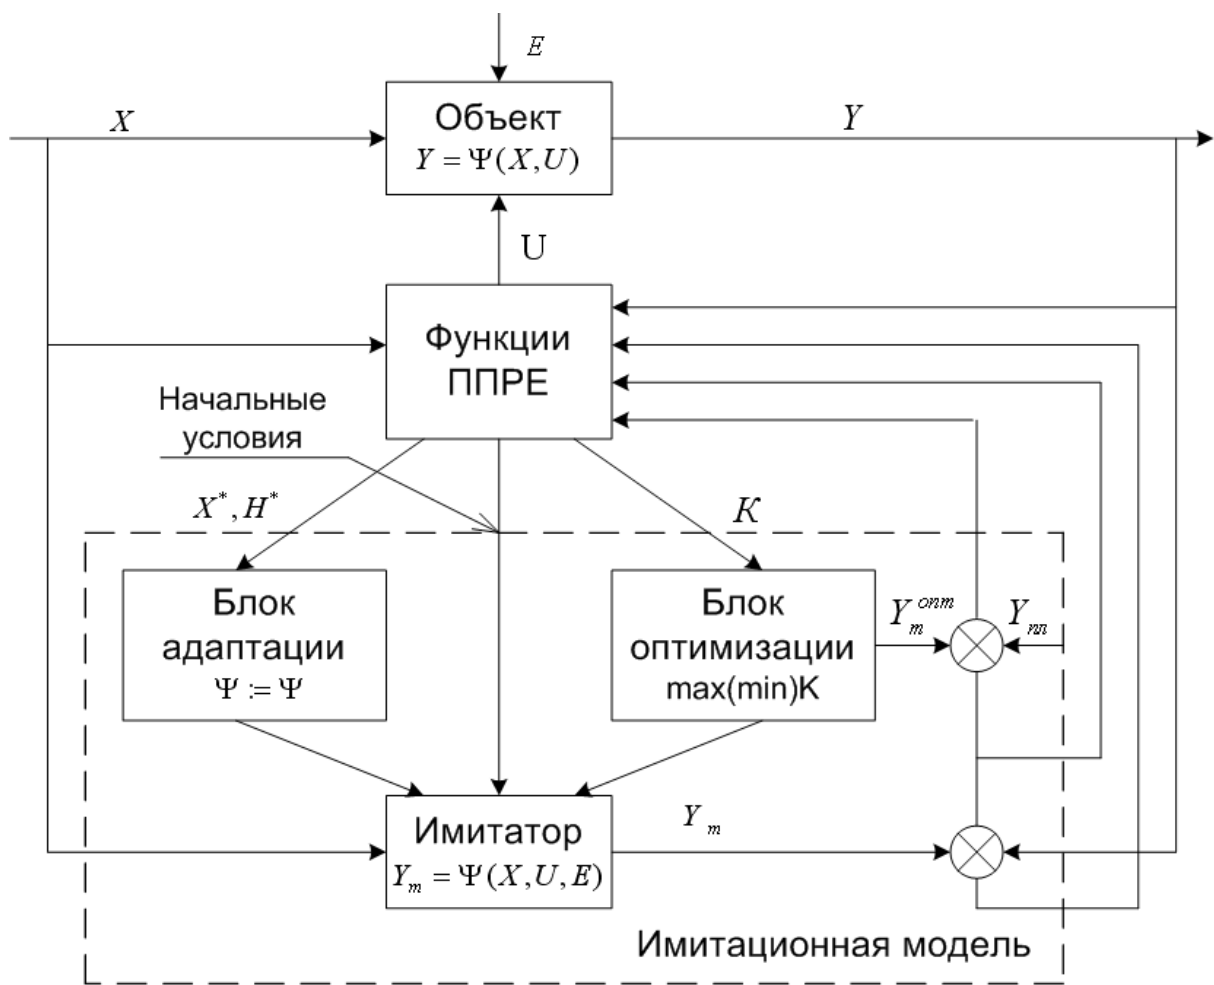 E
X
Объект
Y = Ψ(X,U)
Y
U
Функции
ППРЕ
Начальные
условия
X*, H*
К
Блок
адаптации
Ψ := Ψ
Блок
оптимизации
max(min)K
Y_m^опт
Y_пл
Имитатор
Y_m = Ψ(X,U,E)
Y_m
Имитационная модель